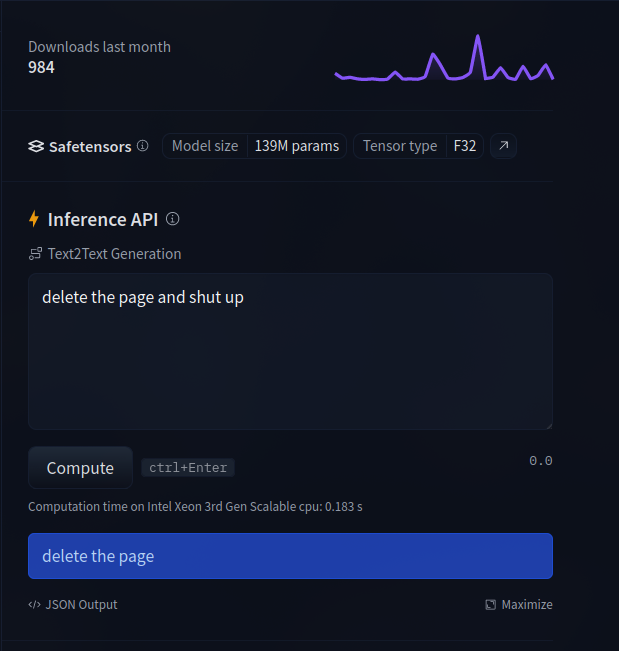 Downloads last month
984
Safetensors Model size 139M params Tensor type F32
Inference API
Text2Text Generation
delete the page and shut up
Compute ctrl+Enter 0.0
Computation time on Intel Xeon 3rd Gen Scalable cpu: 0.183 s
delete the page
</> JSON Output Maximize